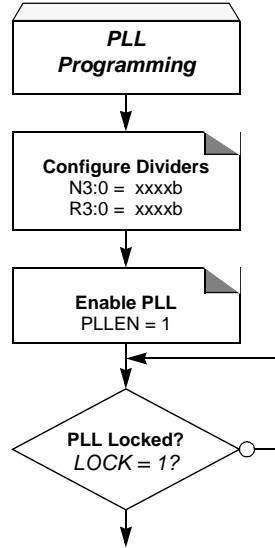 PLL
Programming
Configure Dividers
N3:0 = xxxxb
R3:0 = xxxxb
Enable PLL
PLLEN = 1
PLL Locked?
LOCK = 1?